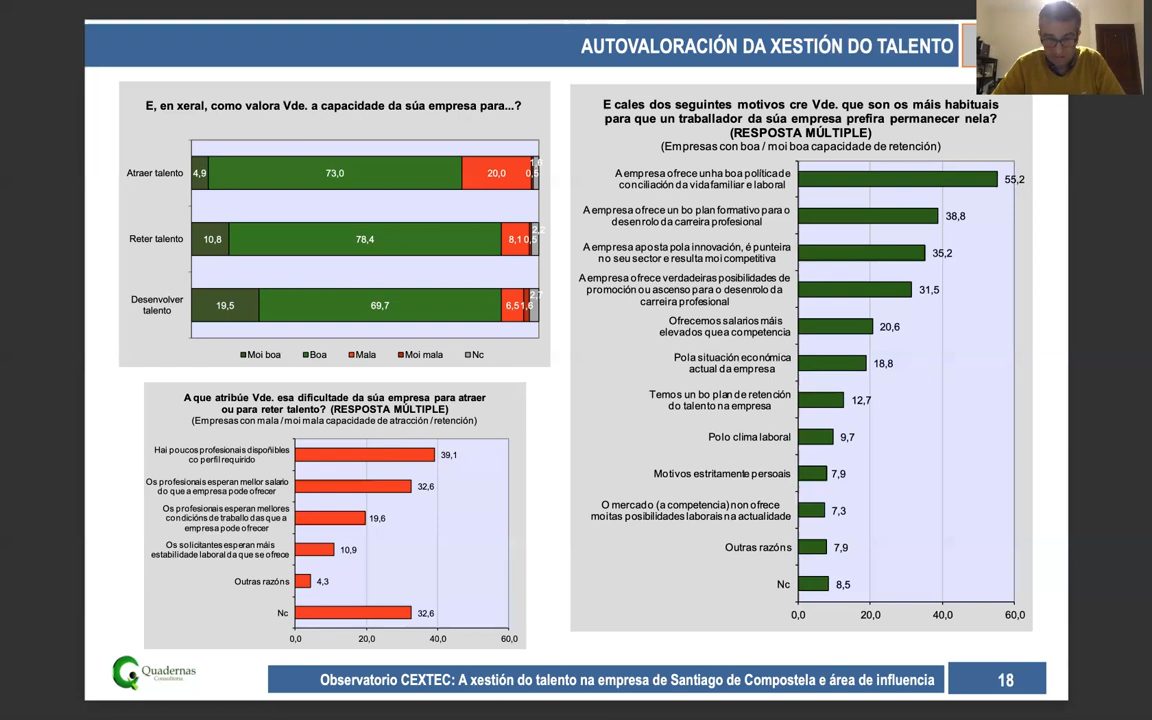 AUTOVALORACIÓN DA XESTIÓN DO TALENTO
E, en xeral, como valora Vde. a capacidade da súa empresa para...?
Atraer talento
4,9
73,0
20,0
0,5
1,6
Reter talento
10,8
78,4
8,1
0,5
2,2
Desenvolver
talento
19,5
69,7
6,5
1,6
2,7
Moi boa
Boa
Mala
Moi mala
Nc
A que atribúe Vde. esa dificultade da súa empresa para atraer
ou para reter talento? (RESPOSTA MÚLTIPLE)
(Empresas con mala / moi mala capacidade de atracción / retención)
Hai poucos profesionais dispoñibles
co perfil requirido
39,1
Os profesionais esperan mellor salario
do que a empresa pode ofrecer
32,6
Os profesionais esperan mellores
condicións de traballo das que a
empresa pode ofrecer
19,6
Os solicitantes esperan máis
estabilidade laboral da que se ofrece
10,9
Outras razóns
4,3
Nc
32,6
0,0
20,0
40,0
60,0
E cales dos seguintes motivos cre Vde. que son os máis habituais
para que un traballador da súa empresa prefira permanecer nela?
(RESPOSTA MÚLTIPLE)
(Empresas con boa / moi boa capacidade de retención)
A empresa ofrece unha boa política de
conciliación da vida familiar e laboral
55,2
A empresa ofrece un bo plan formativo para o
desenrolo da carreira profesional
38,8
A empresa aposta pola innovación, é punteira
no seu sector e resulta moi competitiva
35,2
A empresa ofrece verdadeiras posibilidades de
promoción ou ascenso para o desenrolo da
carreira profesional
31,5
Ofrecemos salarios máis
elevados que a competencia
20,6
Pola situación económica
actual da empresa
18,8
Temos un bo plan de retención
do talento na empresa
12,7
Polo clima laboral
9,7
Motivos estritamente persoais
7,9
O mercado (a competencia) non ofrece
moitas posibilidades laborais na actualidade
7,3
Outras razóns
7,9
Nc
8,5
0,0
20,0
40,0
60,0
Quadernas
Consultoría
Observatorio CEXTEC: A xestión do talento na empresa de Santiago de Compostela e área de influencia
18